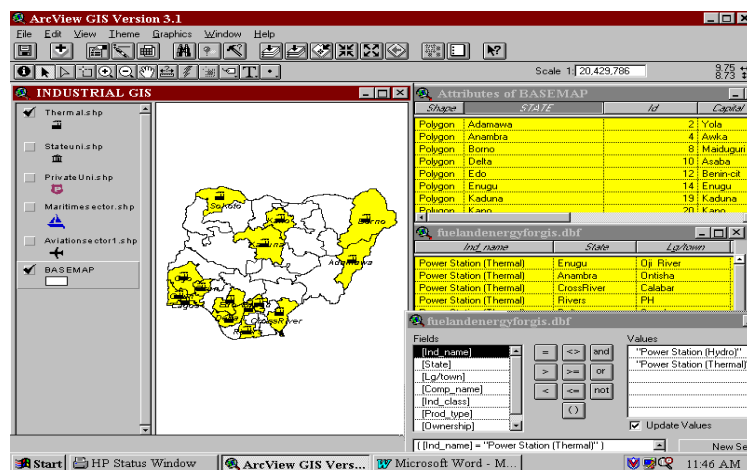 ArcView GIS Version 3.1
File Edit View Theme Graphics Window Help
Scale 1: 20,429,786
9.75
8.73
INDUSTRIAL GIS
Thermal.shp
Stateuni.shp
PrivateUni.shp
Maritimesector.shp
Aviationsector1.shp
BASEMAP
Sokoto
Kano
Borno
Kaduna
Adamawa
CrossRiver
Attributes of BASEMAP
Shape STATE Id Capital
Polygon Adamawa 2 Yola
Polygon Anambra 4 Awka
Polygon Borno 8 Maiduguri
Polygon Delta 10 Asaba
Polygon Edo 12 Benin-cit
Polygon Enugu 14 Enugu
Polygon Kaduna 19 Kaduna
Polygon Kano 20 Kano
fuelandenergyforgis.dbf
Ind_name State Lg/town
Power Station (Thermal) Enugu Oji River
Power Station (Thermal) Anambra Ontisha
Power Station (Thermal) CrossRiver Calabar
Power Station (Thermal) Rivers PH
fuelandenergyforgis.dbf
Fields Values
[Ind_name] = <> and "Power Station (Hydro)"
[State] "Power Station (Thermal)"
[Lg/town] > >= or
[Comp_name]
[Ind_class] < <= not
[Prod_type] ()
[Ownership] Update Values
( [Ind_name] = "Power Station (Thermal)" ) New Se
Start HP Status Window ArcView GIS Vers... Microsoft Word - M... 11:46 AM